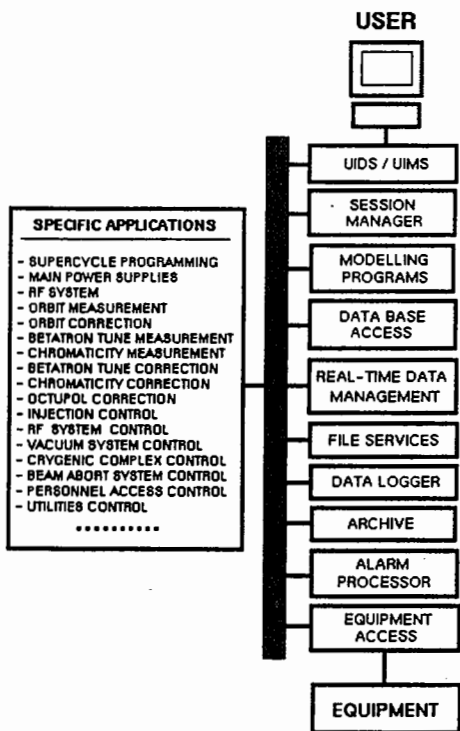 USER
UIDS / UIMS
SESSION
MANAGER
MODELLING
PROGRAMS
DATA BASE
ACCESS
REAL-TIME DATA
MANAGEMENT
FILE SERVICES
DATA LOGGER
ARCHIVE
ALARM
PROCESSOR
EQUIPMENT
ACCESS
EQUIPMENT
SPECIFIC APPLICATIONS
- SUPERCYCLE PROGRAMMING
- MAIN POWER SUPPLIES
- RF SYSTEM
- ORBIT MEASUREMENT
- ORBIT CORRECTION
- BETATRON TUNE MEASUREMENT
- CHROMATICITY MEASUREMENT
- BETATRON TUNE CORRECTION
- CHROMATICITY CORRECTION
- OCTUPOL CORRECTION
- INJECTION CONTROL
- RF SYSTEM CONTROL
- VACUUM SYSTEM CONTROL
- CRYGENIC COMPLEX CONTROL
- BEAM ABORT SYSTEM CONTROL
- PERSONNEL ACCESS CONTROL
- UTILITIES CONTROL
..........